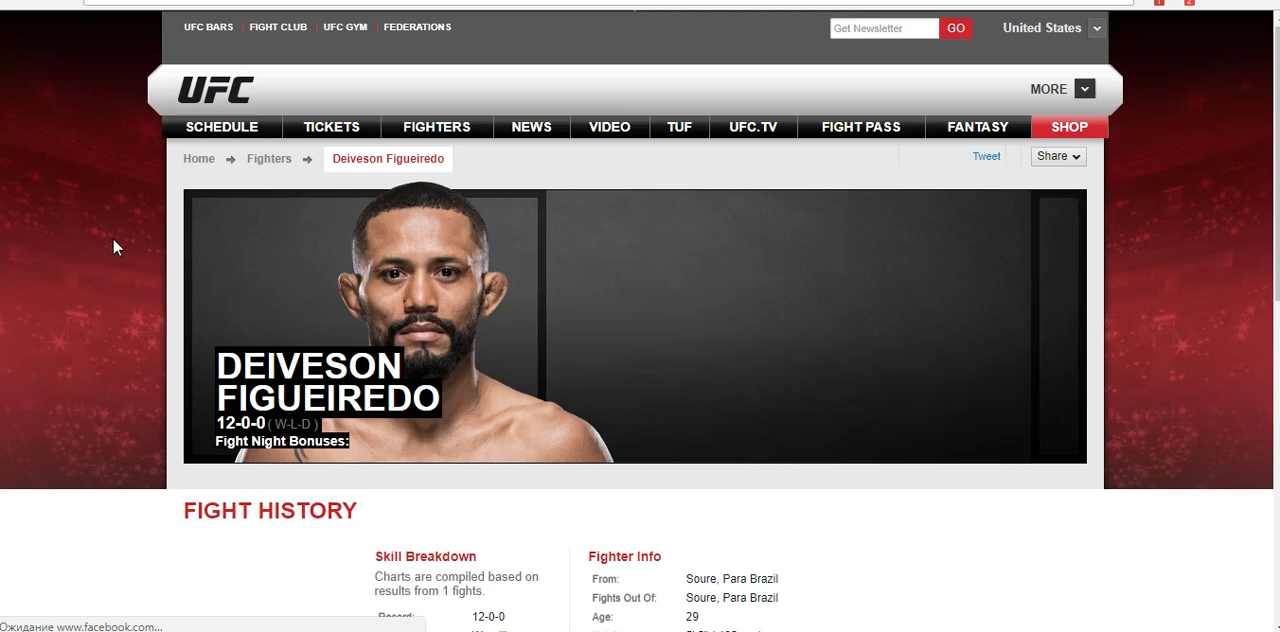 UFC BARS FIGHT CLUB UFC GYM FEDERATIONS
Get Newsletter GO United States
UFC
MORE
SCHEDULE TICKETS FIGHTERS NEWS VIDEO TUF UFC.TV FIGHT PASS FANTASY SHOP
Home Fighters Deiveson Figueiredo
Tweet Share
DEIVESON
FIGUEIREDO
12-0-0 ( W-L-D )
Fight Night Bonuses:
FIGHT HISTORY
Skill Breakdown
Charts are compiled based on
results from 1 fights.
Record: 12-0-0
Fighter Info
From: Soure, Para Brazil
Fights Out Of: Soure, Para Brazil
Age: 29
Ожидание www.facebook.com...